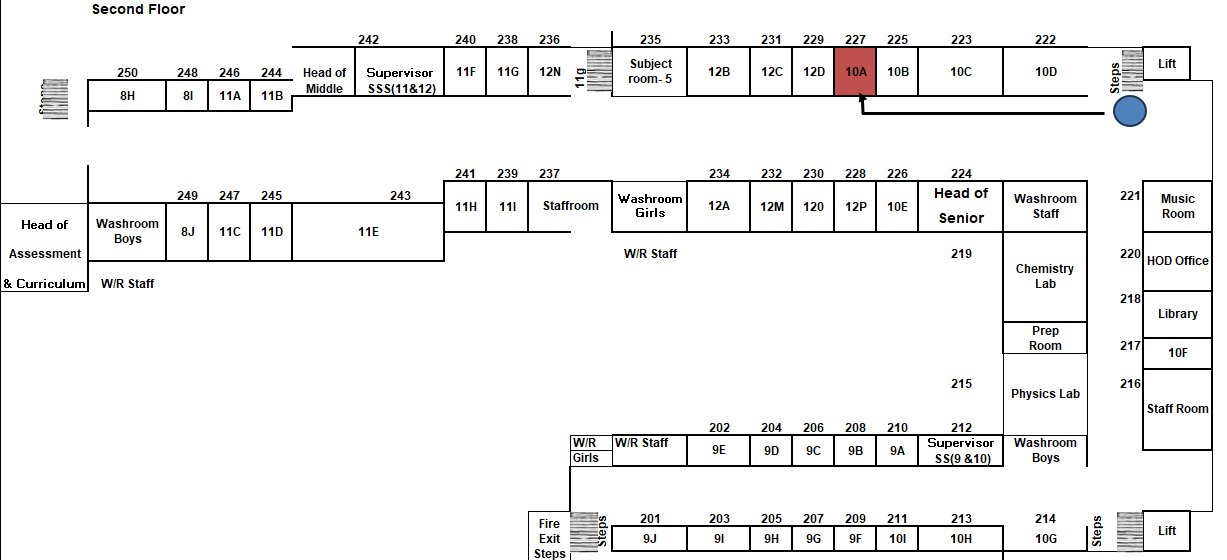 Second Floor
242 240 238 236 235 233 231 229 227 225 223 222
250 248 246 244
Head of
Middle
Supervisor
SSS(11&12)
11F 11G 12N
11g
Subject
room- 5
12B 12C 12D 10A 10B 10C 10D
Steps
Lift
Steps
8H 8I 11A 11B
241 239 237 234 232 230 228 226 224
249 247 245 243
11H 11I Staffroom
Washroom
Girls
12A 12M 120 12P 10E
Head of
Senior
Washroom
Staff
221
Music
Room
Head of
Assessment
& Curriculum
Washroom
Boys
8J 11C 11D 11E
W/R Staff
W/R Staff
219
Chemistry
Lab
220
HOD Office
218
Library
Prep
Room
217
10F
215
Physics Lab
216
Staff Room
202 204 206 208 210 212
W/R
Girls
W/R Staff
9E 9D 9C 9B 9A
Supervisor
SS(9 &10)
Washroom
Boys
201 203 205 207 209 211 213 214
Fire
Exit
Steps
Steps
9J 9I 9H 9G 9F 10I 10H 10G
Steps
Lift